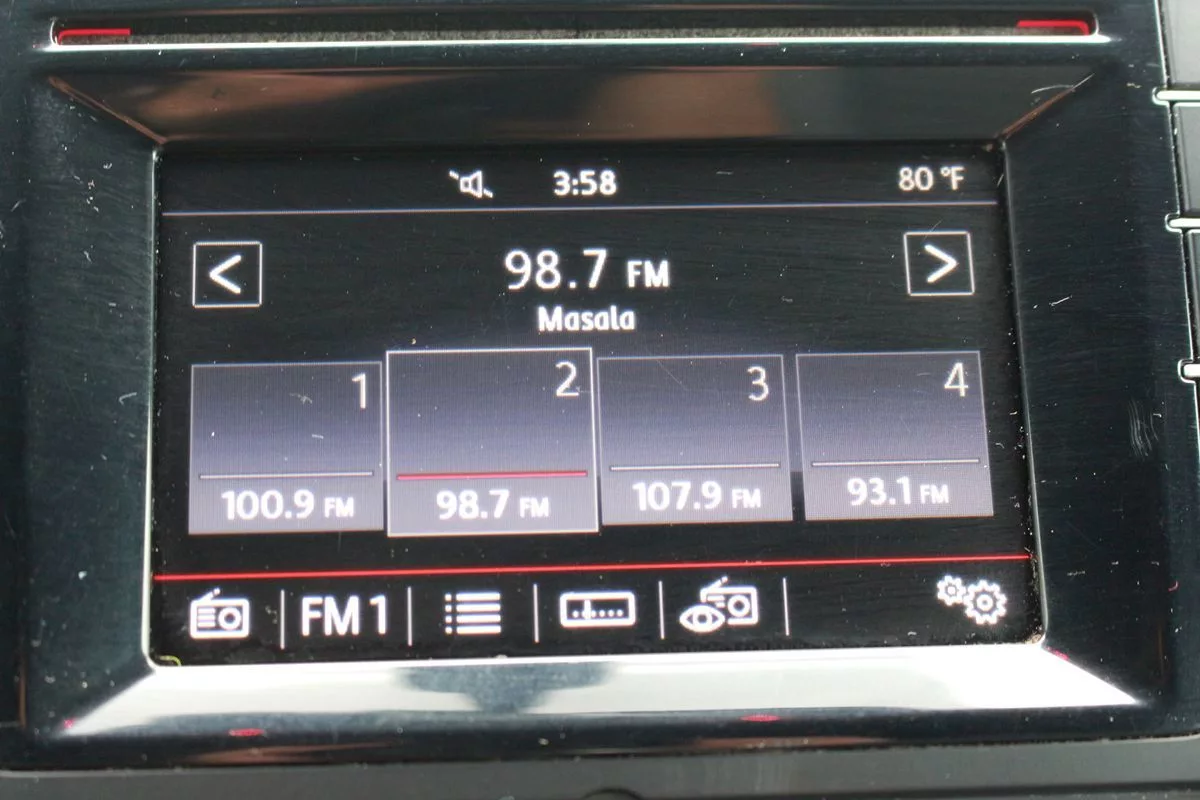 3:58 80 °F
< 98.7 FM >
Masala
1 2 3 4
100.9 FM 98.7 FM 107.9 FM 93.1 FM
FM 1